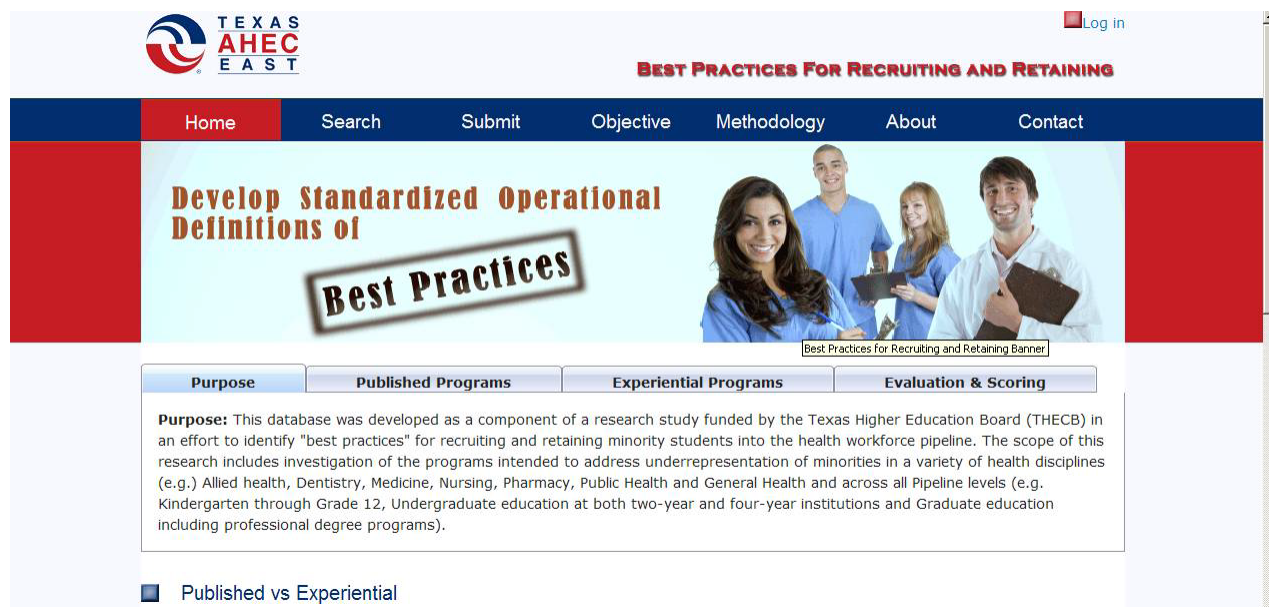 TEXAS
AHEC
EAST
Log in
BEST PRACTICES FOR RECRUITING AND RETAINING
Home Search Submit Objective Methodology About Contact
Develop Standardized Operational
Definitions of
Best Practices
Best Practices for Recruiting and Retaining Banner
Purpose Published Programs Experiential Programs Evaluation & Scoring
Purpose: This database was developed as a component of a research study funded by the Texas Higher Education Board (THECB) in
an effort to identify "best practices" for recruiting and retaining minority students into the health workforce pipeline. The scope of this
research includes investigation of the programs intended to address underrepresentation of minorities in a variety of health disciplines
(e.g.) Allied health, Dentistry, Medicine, Nursing, Pharmacy, Public Health and General Health and across all Pipeline levels (e.g.
Kindergarten through Grade 12, Undergraduate education at both two-year and four-year institutions and Graduate education
including professional degree programs).
Published vs Experiential